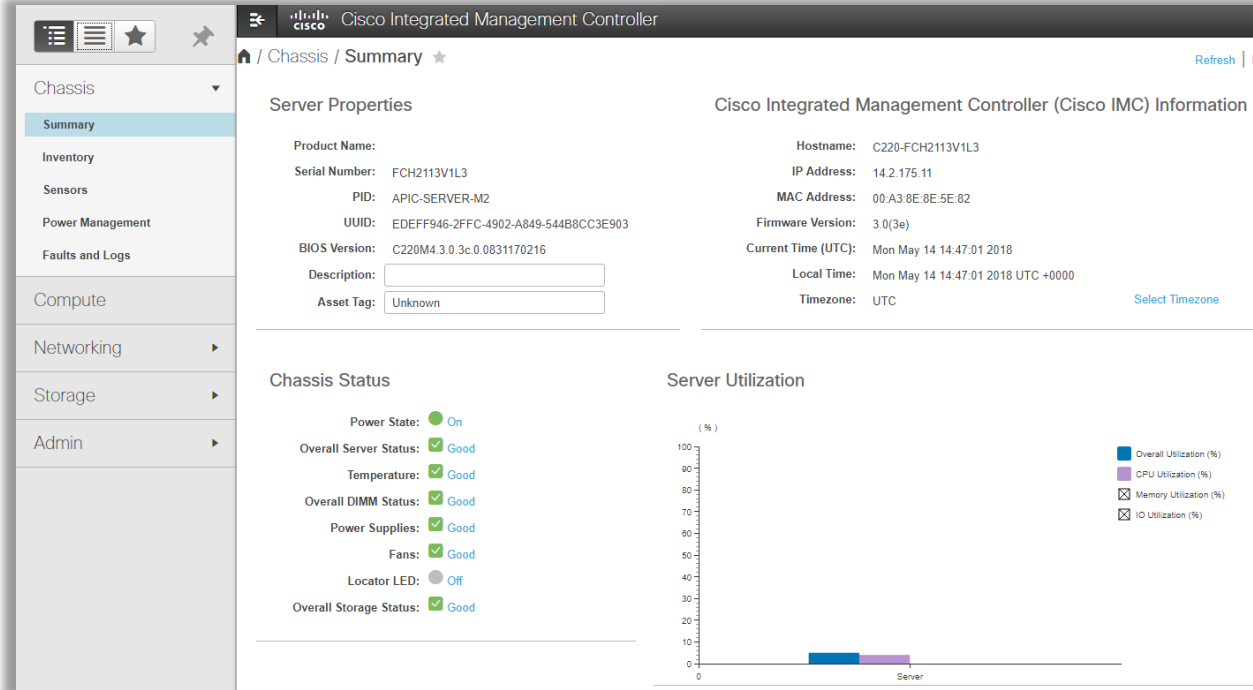 cisco Cisco Integrated Management Controller
/ Chassis / Summary
Refresh
Chassis
Summary
Inventory
Sensors
Power Management
Faults and Logs
Compute
Networking
Storage
Admin
Server Properties
Product Name:
Serial Number: FCH2113V1L3
PID: APIC-SERVER-M2
UUID: EDEFF946-2FFC-4902-A849-544B8CC3E903
BIOS Version: C220M4.3.0.3c.0.0831170216
Description:
Asset Tag: Unknown
Cisco Integrated Management Controller (Cisco IMC) Information
Hostname: C220-FCH2113V1L3
IP Address: 14.2.175.11
MAC Address: 00:A3:8E:8E:5E:82
Firmware Version: 3.0(3e)
Current Time (UTC): Mon May 14 14:47:01 2018
Local Time: Mon May 14 14:47:01 2018 UTC +0000
Timezone: UTC Select Timezone
Chassis Status
Power State: On
Overall Server Status: Good
Temperature: Good
Overall DIMM Status: Good
Power Supplies: Good
Fans: Good
Locator LED: Off
Overall Storage Status: Good
Server Utilization
( % )
100
90
80
70
60
50
40
30
20
10
0
0 Server
Overall Utilization (%)
CPU Utilization (%)
Memory Utilization (%)
IO Utilization (%)